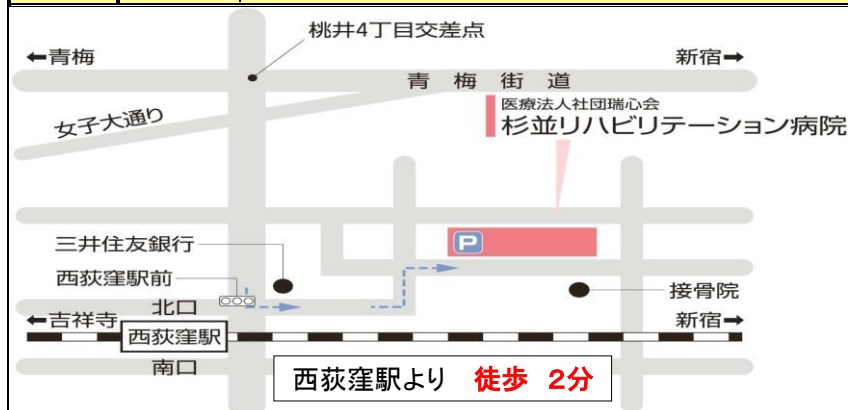 桃井4丁目交差点
←青梅
新宿→
青梅街道
女子大通り
医療法人社団瑞心会
杉並リハビリテーション病院
三井住友銀行
P
西荻窪駅前
接骨院
北口
←吉祥寺
新宿→
西荻窪駅
南口
西荻窪駅より 徒歩 2分